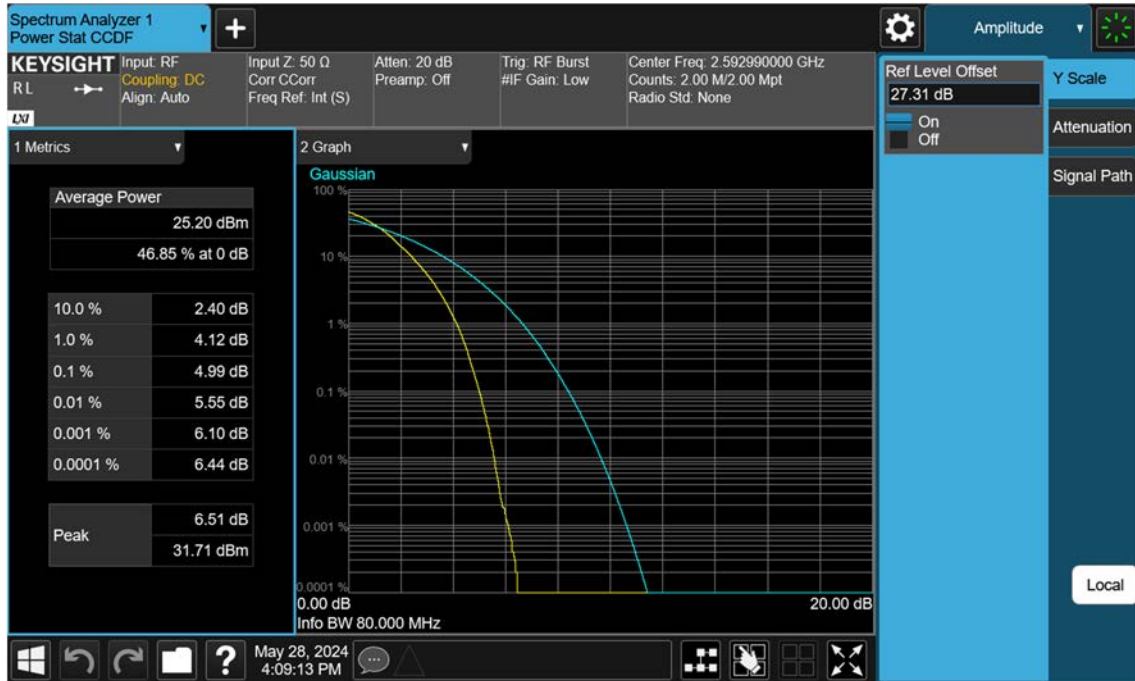 Spectrum Analyzer 1
Power Stat CCDF
Amplitude
KEYSIGHT
R L
LXI
Input: RF
Coupling: DC
Align: Auto
Input Z: 50 Ω
Corr CCorr
Freq Ref: Int (S)
Atten: 20 dB
Preamp: Off
Trig: RF Burst
#IF Gain: Low
Center Freq: 2.592990000 GHz
Counts: 2.00 M/2.00 Mpt
Radio Std: None
Ref Level Offset
27.31 dB
On
Off
Y Scale
Attenuation
Signal Path
1 Metrics
Average Power
25.20 dBm
46.85 % at 0 dB
10.0 % 2.40 dB
1.0 % 4.12 dB
0.1 % 4.99 dB
0.01 % 5.55 dB
0.001 % 6.10 dB
0.0001 % 6.44 dB
Peak
6.51 dB
31.71 dBm
2 Graph
Gaussian
100 %
10 %
1 %
0.1 %
0.01 %
0.001 %
0.0001 %
0.00 dB 20.00 dB
Info BW 80.000 MHz
Local
?
May 28, 2024
4:09:13 PM